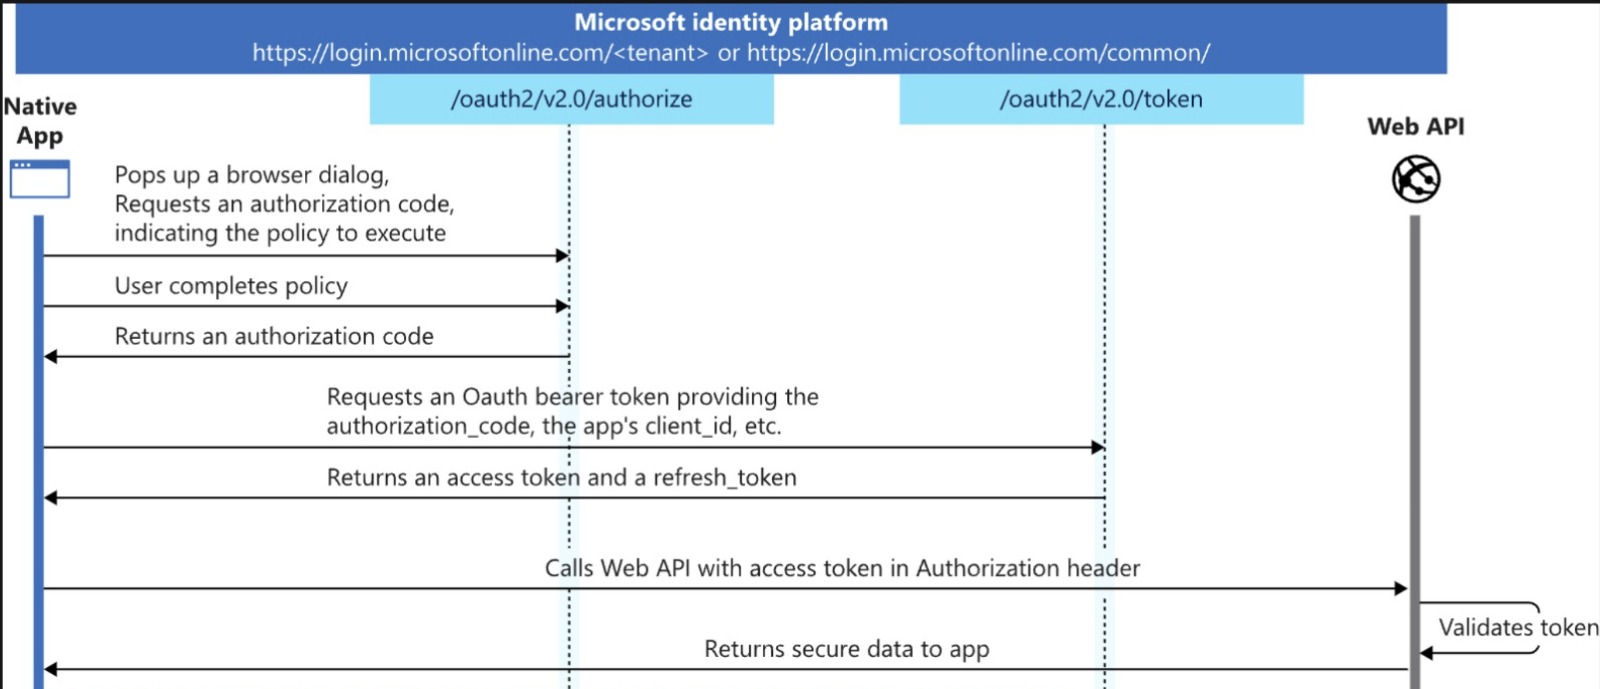 Microsoft identity platform
https://login.microsoftonline.com/<tenant> or https://login.microsoftonline.com/common/
/oauth2/v2.0/authorize
/oauth2/v2.0/token
Native
App
Web API
Pops up a browser dialog,
Requests an authorization code,
indicating the policy to execute
User completes policy
Returns an authorization code
Requests an Oauth bearer token providing the
authorization_code, the app's client_id, etc.
Returns an access token and a refresh_token
Calls Web API with access token in Authorization header
Validates token
Returns secure data to app